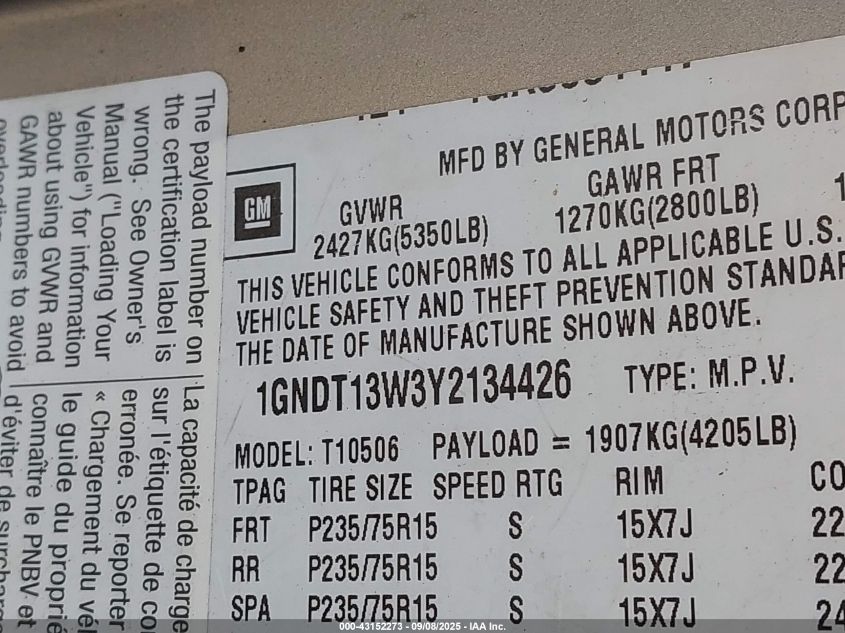 MFD BY GENERAL MOTORS CORP
GM
GVWR
2427KG(5350LB)
GAWR FRT
1270KG(2800LB)
THIS VEHICLE CONFORMS TO ALL APPLICABLE U.S.
VEHICLE SAFETY AND THEFT PREVENTION STANDAR
THE DATE OF MANUFACTURE SHOWN ABOVE.
1GNDT13W3Y2134426 TYPE: M.P.V.
MODEL: T10506 PAYLOAD = 1907KG(4205LB)
TPAG TIRE SIZE SPEED RTG RIM CO
FRT P235/75R15 S 15X7J 22
RR P235/75R15 S 15X7J 22
SPA P235/75R15 S 15X7J 24
The payload number on
the certification label is
wrong. See Owner's
Manual ("Loading Your
Vehicle") for information
about using GVWR and
GAWR numbers to avoid
La capacité de charge
sur l'étiquette de co
erronée. Se reporter
« Chargement du vé
le guide du proprié
connaître le PNBV et
d'éviter de surchar
000-43152273 - 09/08/2025 - IAA Inc.